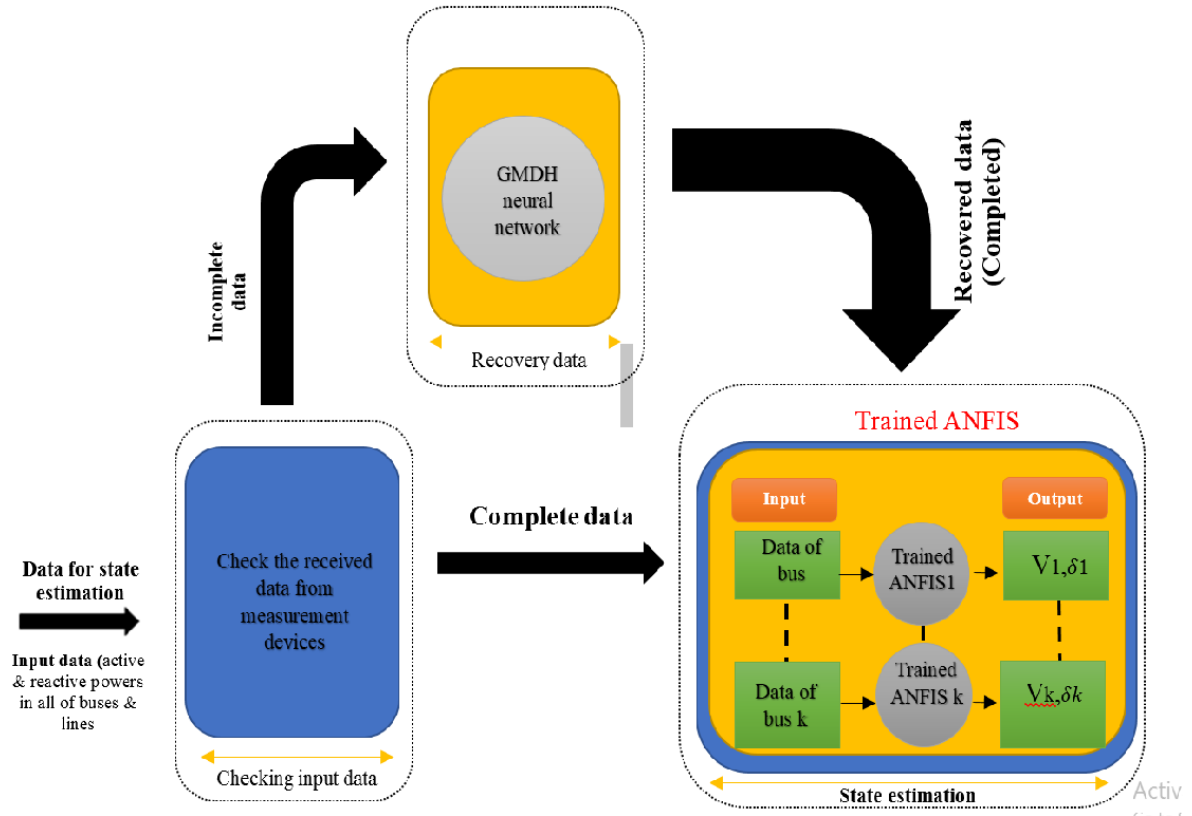 Data for state
estimation
Input data (active
& reactive powers
in all of buses &
lines
Check the received
data from
measurement
devices
Checking input data
Incomplete
data
GMDH
neural
network
Recovery data
Recovered data
(Completed)
Complete data
Trained ANFIS
Input
Output
Data of
bus
Trained
ANFIS1
V1,δ1
Data of
bus k
Trained
ANFIS k
Vk,δk
State estimation
Activ